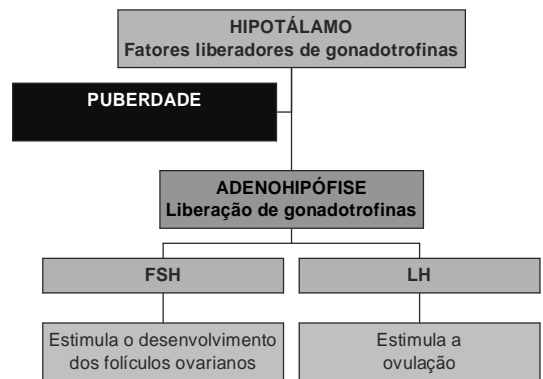 HIPOTÁLAMO
Fatores liberadores de gonadotrofinas
PUBERDADE
ADENOHIPÓFISE
Liberação de gonadotrofinas
FSH
LH
Estimula o desenvolvimento
dos folículos ovarianos
Estimula a
ovulação